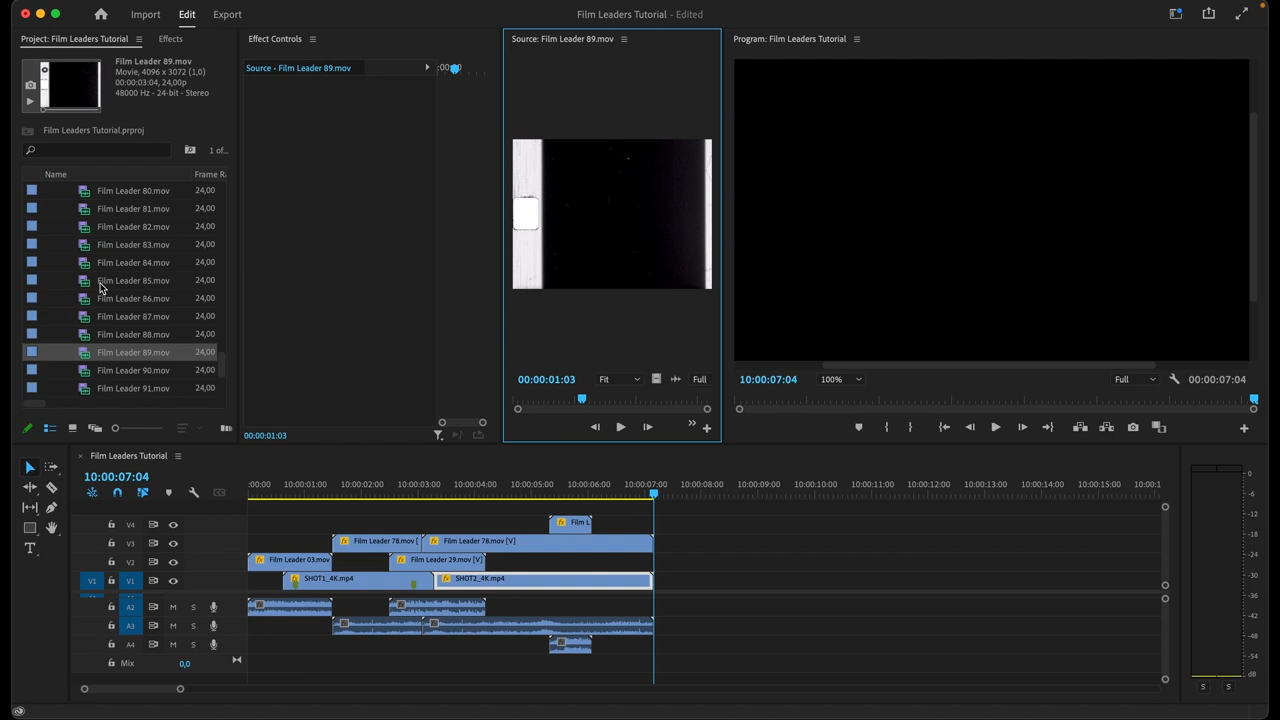 Import Edit Export
Film Leaders Tutorial - Edited
Project: Film Leaders Tutorial Effects
Film Leader 89.mov
Movie, 4096 x 3072 (1,0)
00:00:03:04, 24,00p
48000 Hz - 24-bit - Stereo
Film Leaders Tutorial.prproj
1 of...
Name Frame Ra
Film Leader 80.mov 24,00
Film Leader 81.mov 24,00
Film Leader 82.mov 24,00
Film Leader 83.mov 24,00
Film Leader 84.mov 24,00
Film Leader 85.mov 24,00
Film Leader 86.mov 24,00
Film Leader 87.mov 24,00
Film Leader 88.mov 24,00
Film Leader 89.mov 24,00
Film Leader 90.mov 24,00
Film Leader 91.mov 24,00
Effect Controls
Source • Film Leader 89.mov
00:00:01:03
Source: Film Leader 89.mov
00:00:01:03 Fit Full
Program: Film Leaders Tutorial
10:00:07:04 100% Full 00:00:07:04
Film Leaders Tutorial
10:00:07:04
:00:00 10:00:01:00 10:00:02:00 10:00:03:00 10:00:04:00 10:00:05:00 10:00:06:00 10:00:07:00 10:00:08:00 10:00:09:00 10:00:10:00 10:00:11:00 10:00:12:00 10:00:13:00 10:00:14:00 10:00:15:00 10:00:1
V4 fx Film L
V3 fx Film Leader 78.mov [ fx Film Leader 78.mov [V]
V2 fx Film Leader 03.mov fx Film Leader 29.mov [V]
V1 V1 fx SHOT1_4K.mp4 fx SHOT2_4K.mp4
A2 M S
A3 M S
A4 M S
Mix 0,0
0
-6
-12
-18
-24
-30
-36
-42
-48
-54
dB
S S